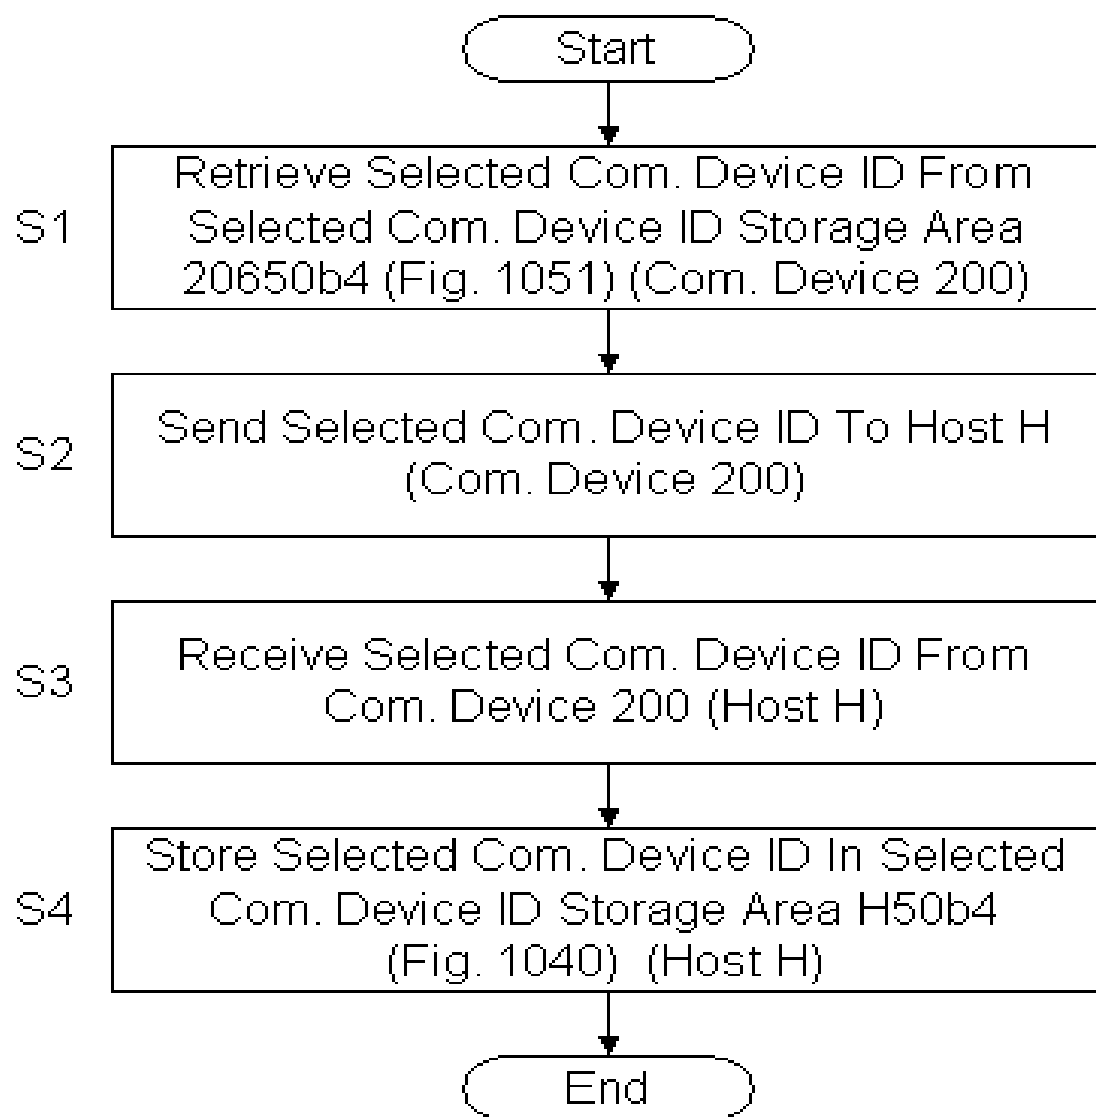 Start
S1
Retrieve Selected Com. Device ID From
Selected Com. Device ID Storage Area
20650b4 (Fig. 1051) (Com. Device 200)
S2
Send Selected Com. Device ID To Host H
(Com. Device 200)
S3
Receive Selected Com. Device ID From
Com. Device 200 (Host H)
S4
Store Selected Com. Device ID In Selected
Com. Device ID Storage Area H50b4
(Fig. 1040) (Host H)
End